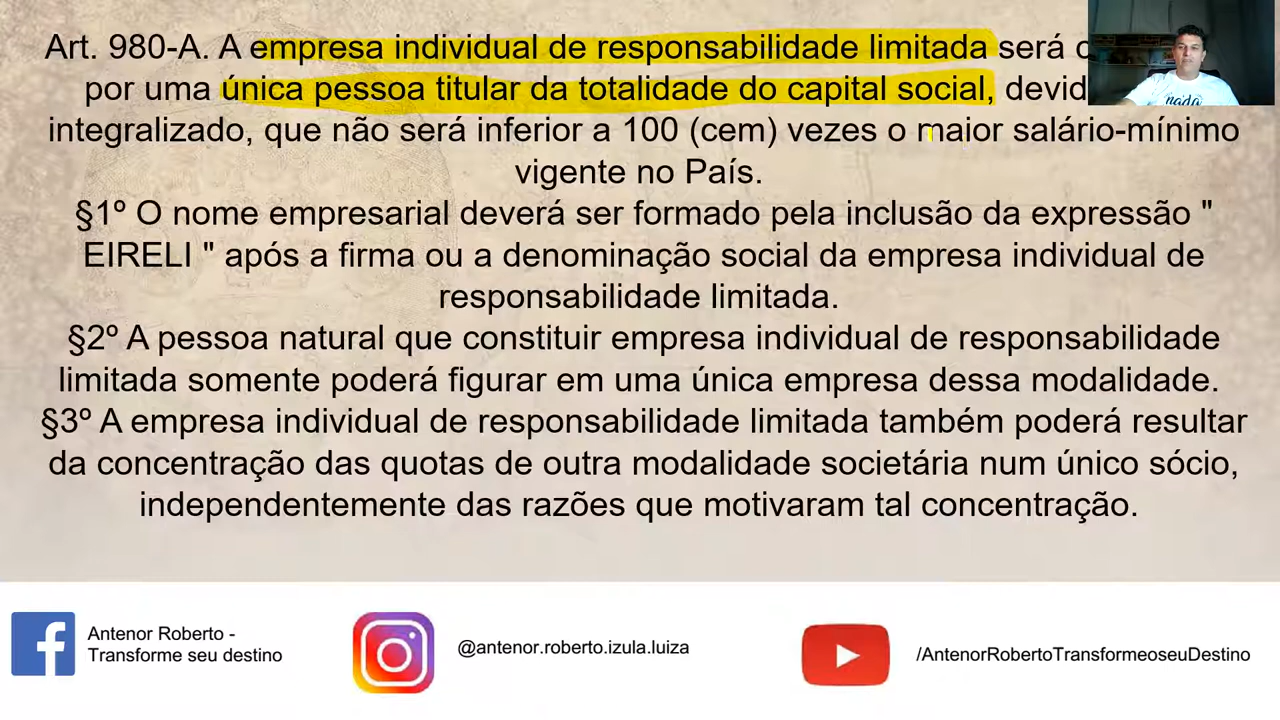 Art. 980-A. A empresa individual de responsabilidade limitada será
por uma única pessoa titular da totalidade do capital social,
integralizado, que não será inferior a 100 (cem) vezes o maior salário-mínimo
vigente no País.
§1º O nome empresarial deverá ser formado pela inclusão da expressão "
EIRELI " após a firma ou a denominação social da empresa individual de
responsabilidade limitada.
§2º A pessoa natural que constituir empresa individual de responsabilidade
limitada somente poderá figurar em uma única empresa dessa modalidade.
§3º A empresa individual de responsabilidade limitada também poderá resultar
da concentração das quotas de outra modalidade societária num único sócio,
independentemente das razões que motivaram tal concentração.
nada
Antenor Roberto -
Transforme seu destino
@antenor.roberto.izula.luiza
/AntenorRobertoTransformeoseuDestino